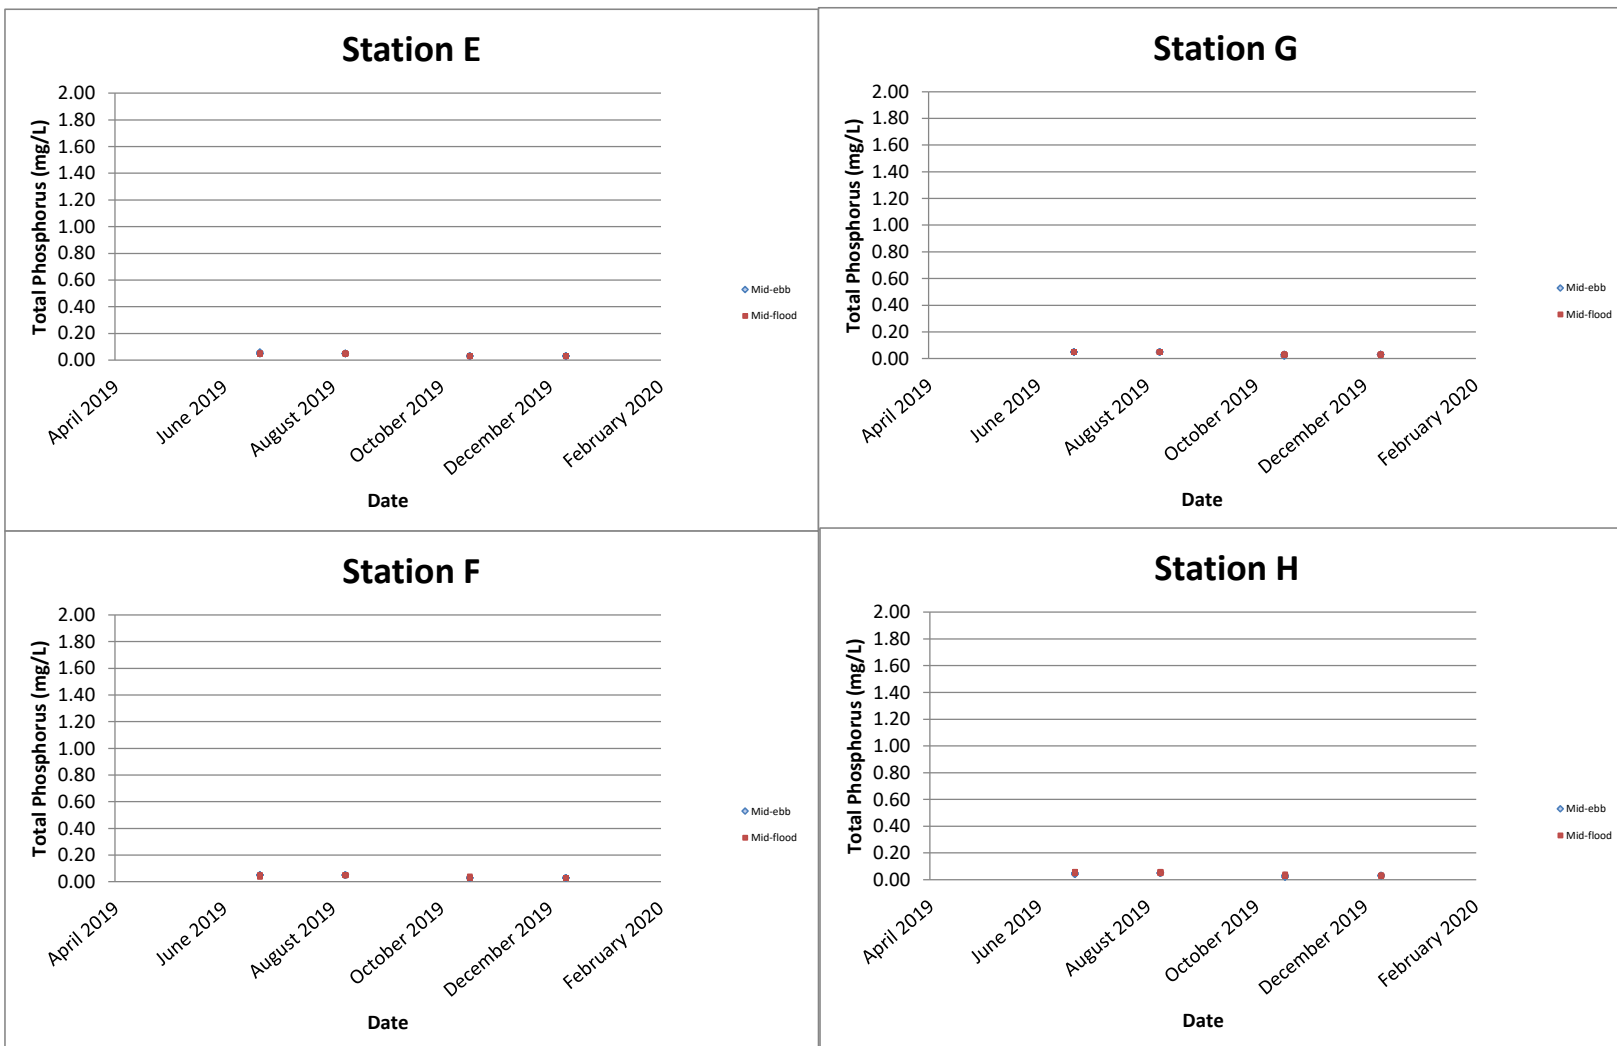 Station E
Total Phosphorus (mg/L)
2.00
1.80
1.60
1.40
1.20
1.00
0.80
0.60
0.40
0.20
0.00
April 2019
June 2019
August 2019
October 2019
December 2019
February 2020
Date
Mid-ebb
Mid-flood
Station G
Total Phosphorus (mg/L)
2.00
1.80
1.60
1.40
1.20
1.00
0.80
0.60
0.40
0.20
0.00
April 2019
June 2019
August 2019
October 2019
December 2019
February 2020
Date
Mid-ebb
Mid-flood
Station F
Total Phosphorus (mg/L)
2.00
1.80
1.60
1.40
1.20
1.00
0.80
0.60
0.40
0.20
0.00
April 2019
June 2019
August 2019
October 2019
December 2019
February 2020
Date
Mid-ebb
Mid-flood
Station H
Total Phosphorus (mg/L)
2.00
1.80
1.60
1.40
1.20
1.00
0.80
0.60
0.40
0.20
0.00
April 2019
June 2019
August 2019
October 2019
December 2019
February 2020
Date
Mid-ebb
Mid-flood